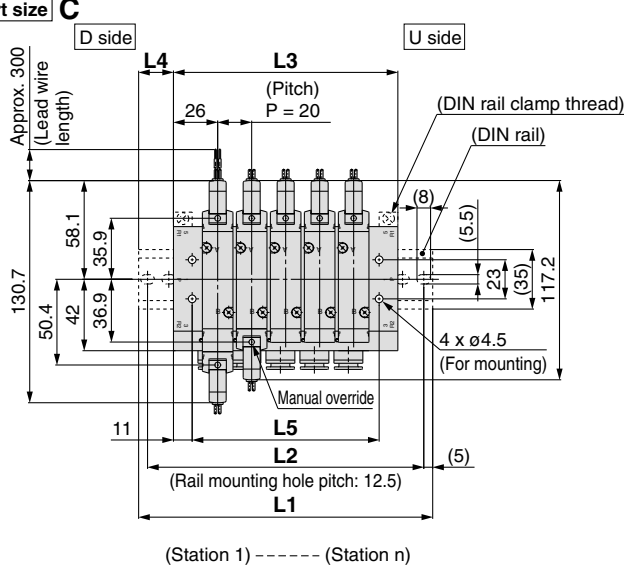 rt size C
D side
U side
L4
L3
(Pitch)
26
P = 20
Approx. 300
(Lead wire
length)
(DIN rail clamp thread)
(DIN rail)
(8)
(5.5)
58.1
35.9
130.7
50.4
42
36.9
23
(35)
117.2
4 x ø4.5
(For mounting)
Manual override
11
L5
L2
(5)
(Rail mounting hole pitch: 12.5)
L1
(Station 1) ------ (Station n)